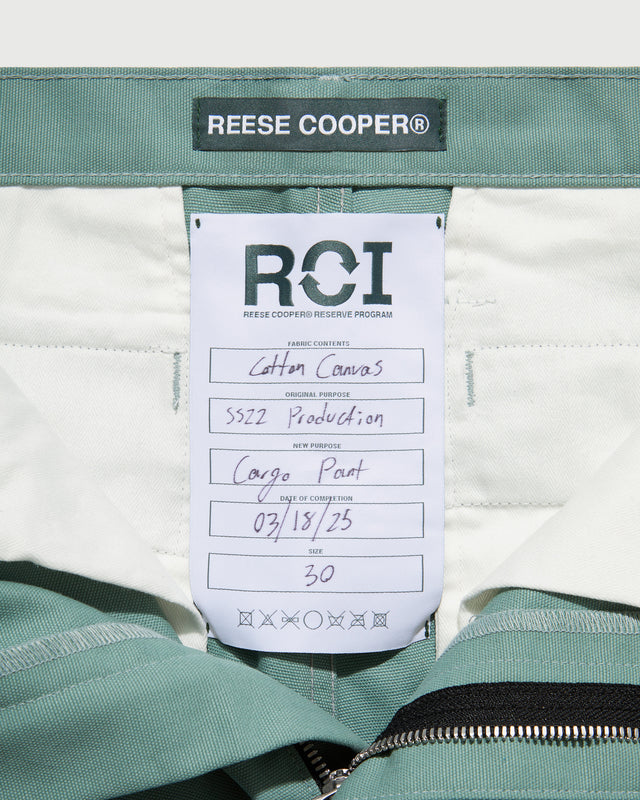 REESE COOPER®
RCI
REESE COOPER® RESERVE PROGRAM
FABRIC CONTENTS
Cotton Canvas
ORIGINAL PURPOSE
SS22 Production
NEW PURPOSE
Cargo Pant
DATE OF COMPLETION
03/18/25
SIZE
30